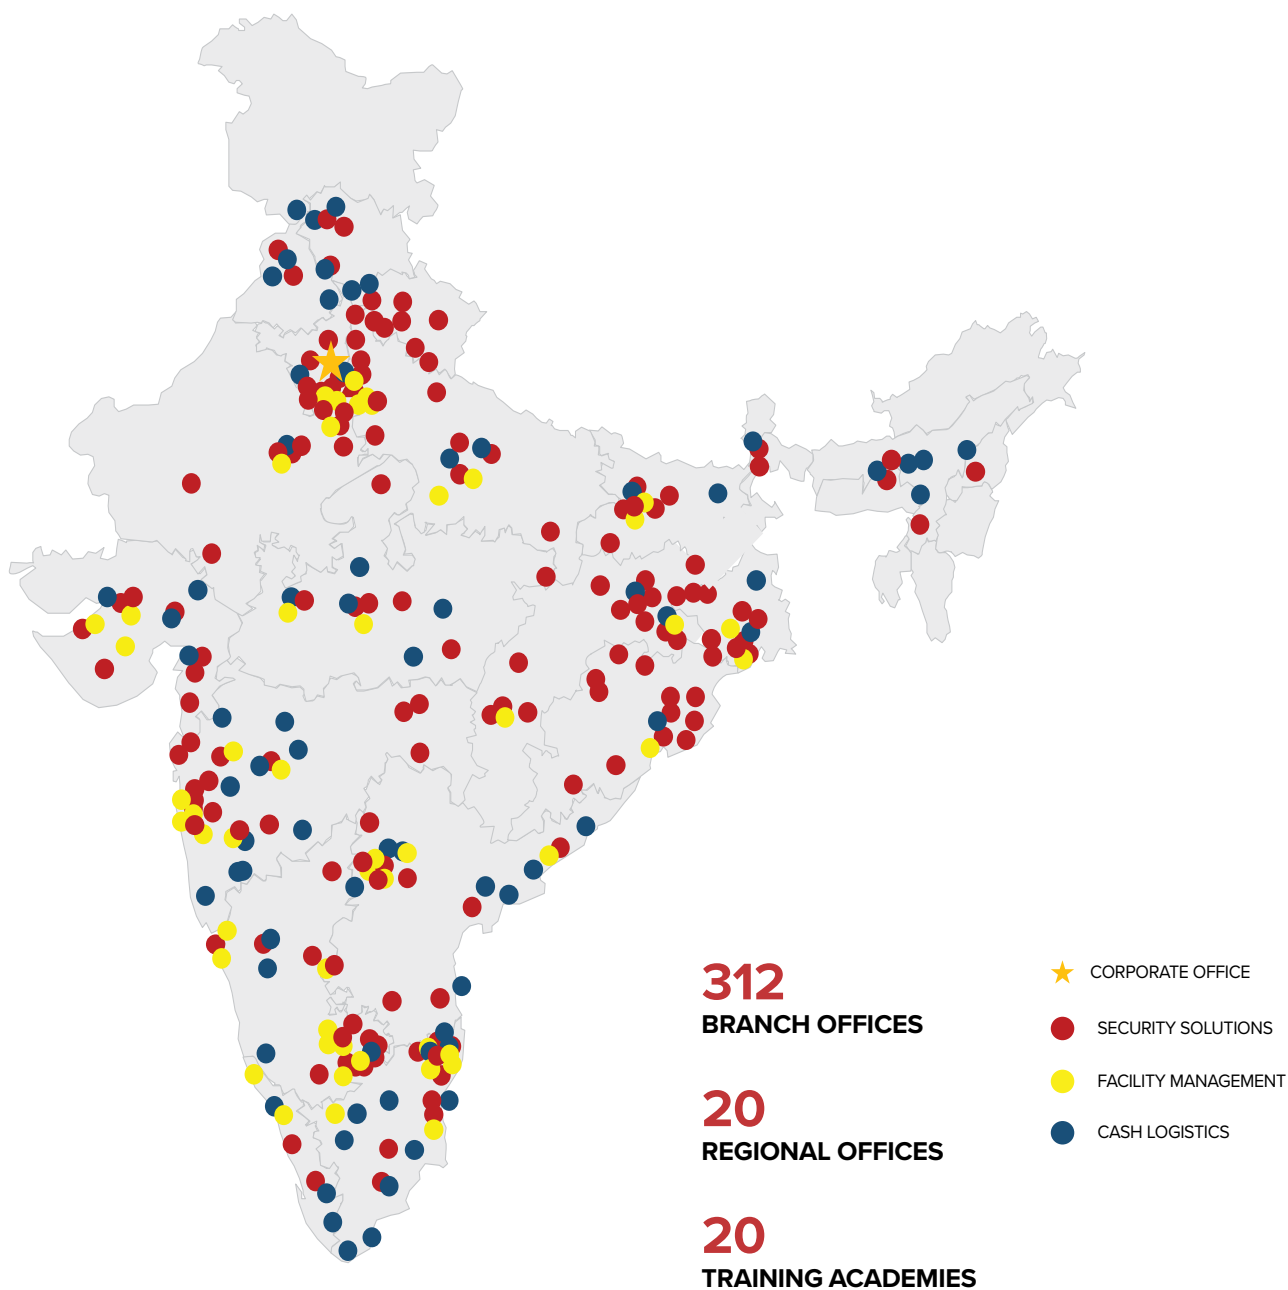 312
BRANCH OFFICES
20
REGIONAL OFFICES
20
TRAINING ACADEMIES
CORPORATE OFFICE
SECURITY SOLUTIONS
FACILITY MANAGEMENT
CASH LOGISTICS